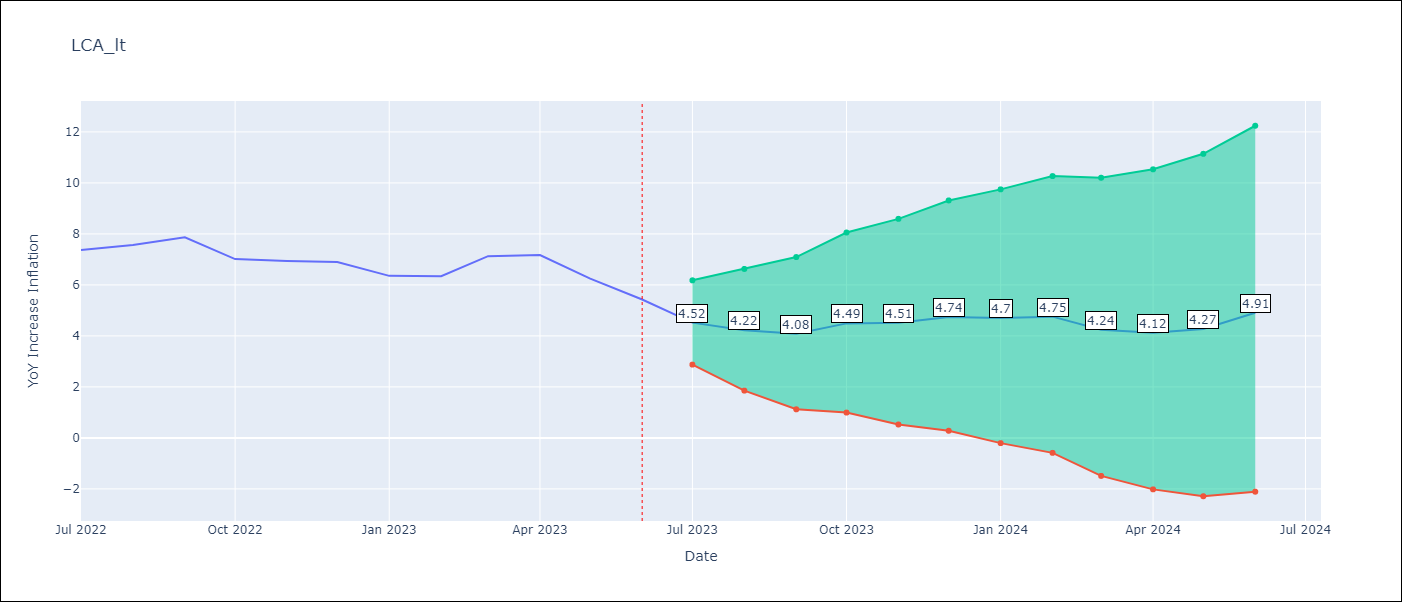 LCA_lt
12
10
8
6
4
2
0
−2
YoY Increase Inflation
4.52
4.22
4.08
4.49
4.51
4.74
4.7
4.75
4.24
4.12
4.27
4.91
Jul 2022
Oct 2022
Jan 2023
Apr 2023
Jul 2023
Oct 2023
Jan 2024
Apr 2024
Jul 2024
Date